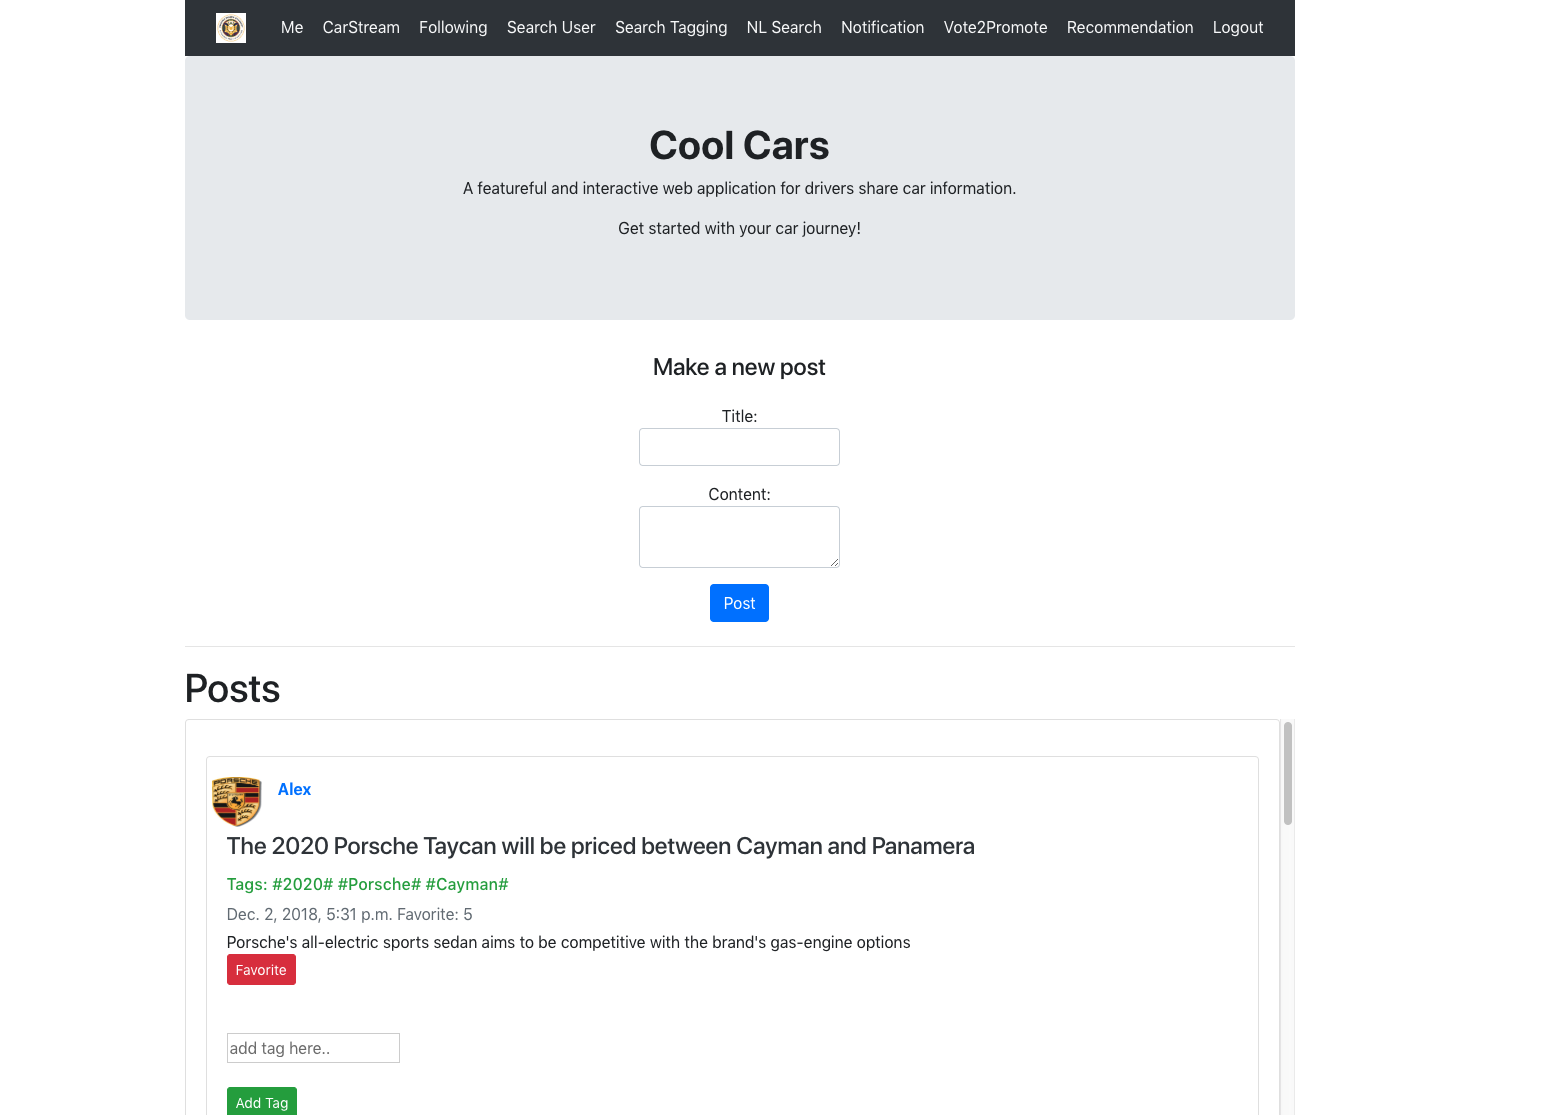 Me CarStream Following Search User Search Tagging NL Search Notification Vote2Promote Recommendation Logout
Cool Cars
A featureful and interactive web application for drivers share car information.
Get started with your car journey!
Make a new post
Title:
Content:
Post
Posts
PORSCHE
Alex
The 2020 Porsche Taycan will be priced between Cayman and Panamera
Tags: #2020# #Porsche# #Cayman#
Dec. 2, 2018, 5:31 p.m. Favorite: 5
Porsche's all-electric sports sedan aims to be competitive with the brand's gas-engine options
Favorite
add tag here..
Add Tag